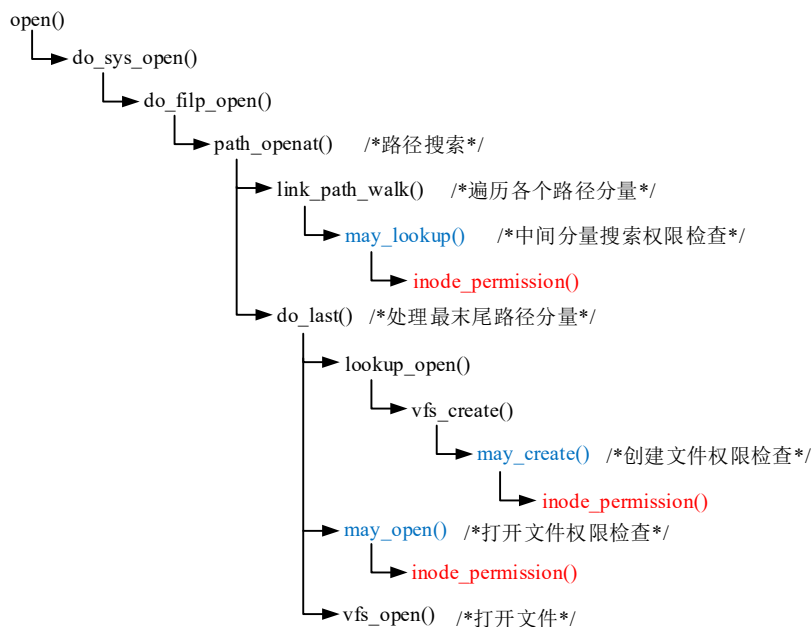 open()
do_sys_open()
do_filp_open()
path_openat() /*路径搜索*/
link_path_walk() /*遍历各个路径分量*/
may_lookup() /*中间分量搜索权限检查*/
inode_permission()
do_last() /*处理最末尾路径分量*/
lookup_open()
vfs_create()
may_create() /*创建文件权限检查*/
inode_permission()
may_open() /*打开文件权限检查*/
inode_permission()
vfs_open() /*打开文件*/